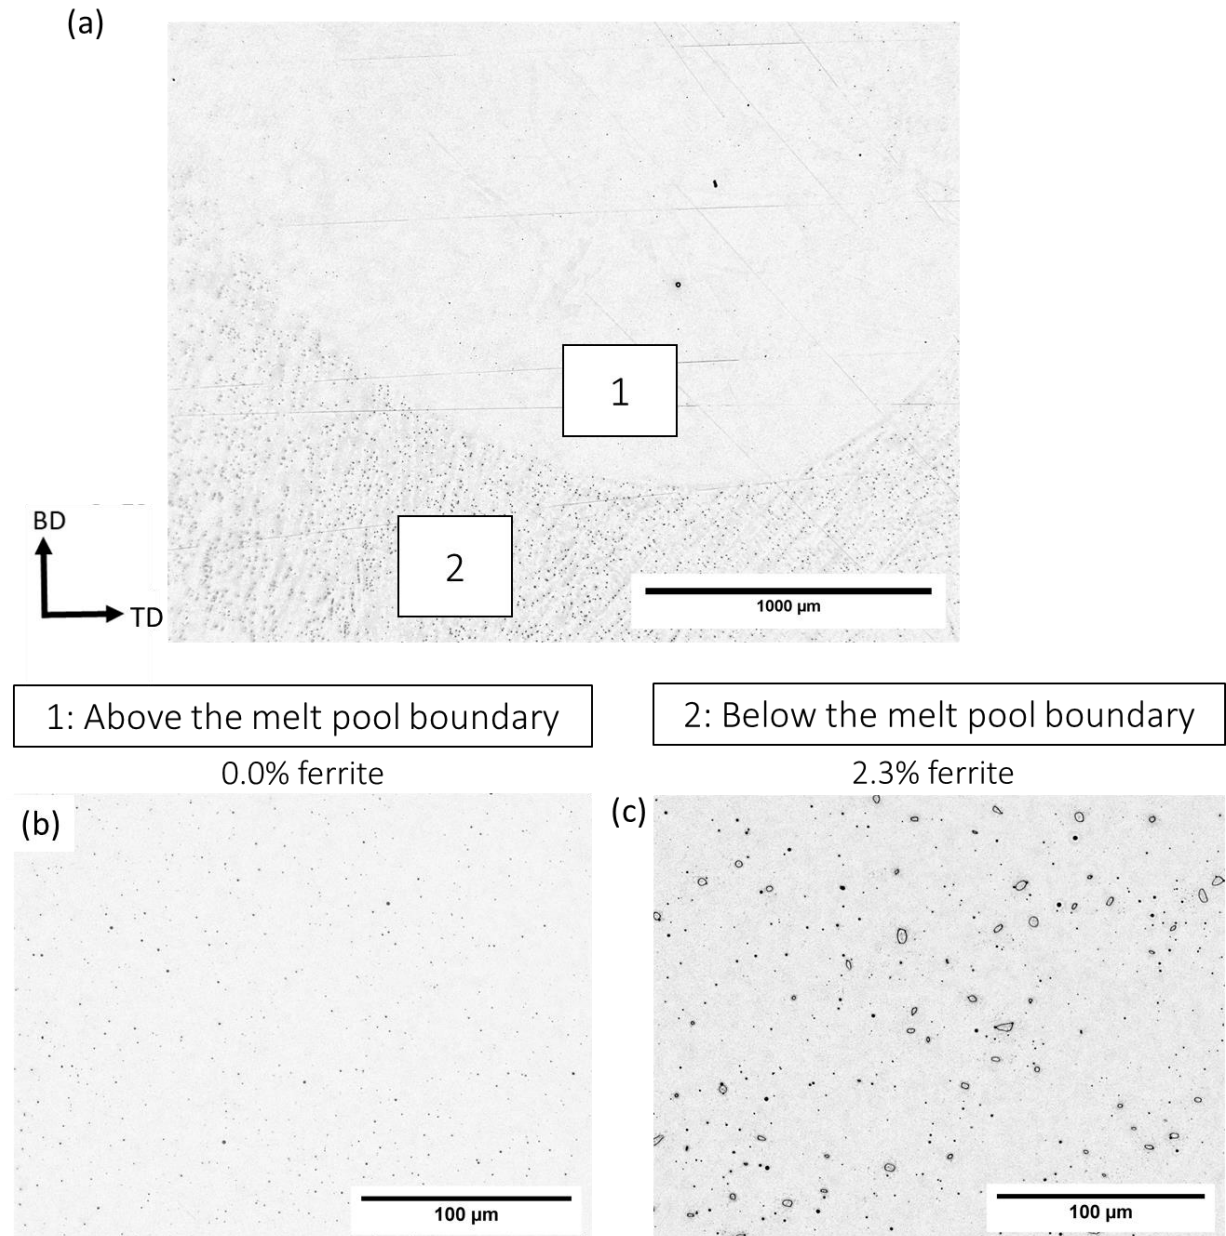 (a)
1
2
1000 µm
BD
TD
1: Above the melt pool boundary
2: Below the melt pool boundary
0.0% ferrite
2.3% ferrite
(b)
(c)
100 µm
100 µm